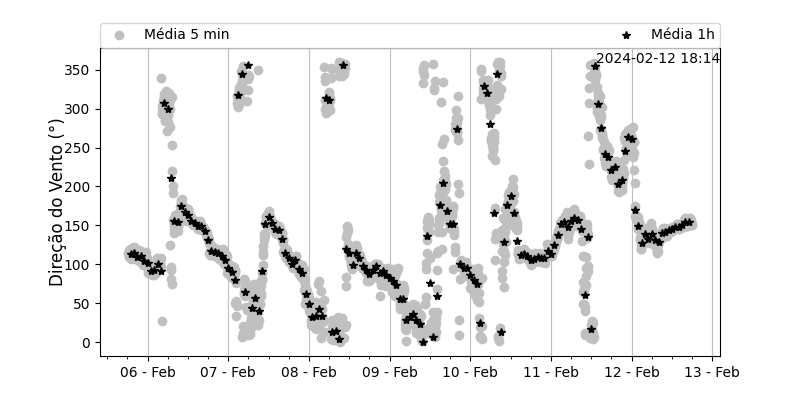 Média 5 min
Média 1h
2024-02-12 18:14
Direção do Vento (°)
350
300
250
200
150
100
50
0
06 - Feb
07 - Feb
08 - Feb
09 - Feb
10 - Feb
11 - Feb
12 - Feb
13 - Feb